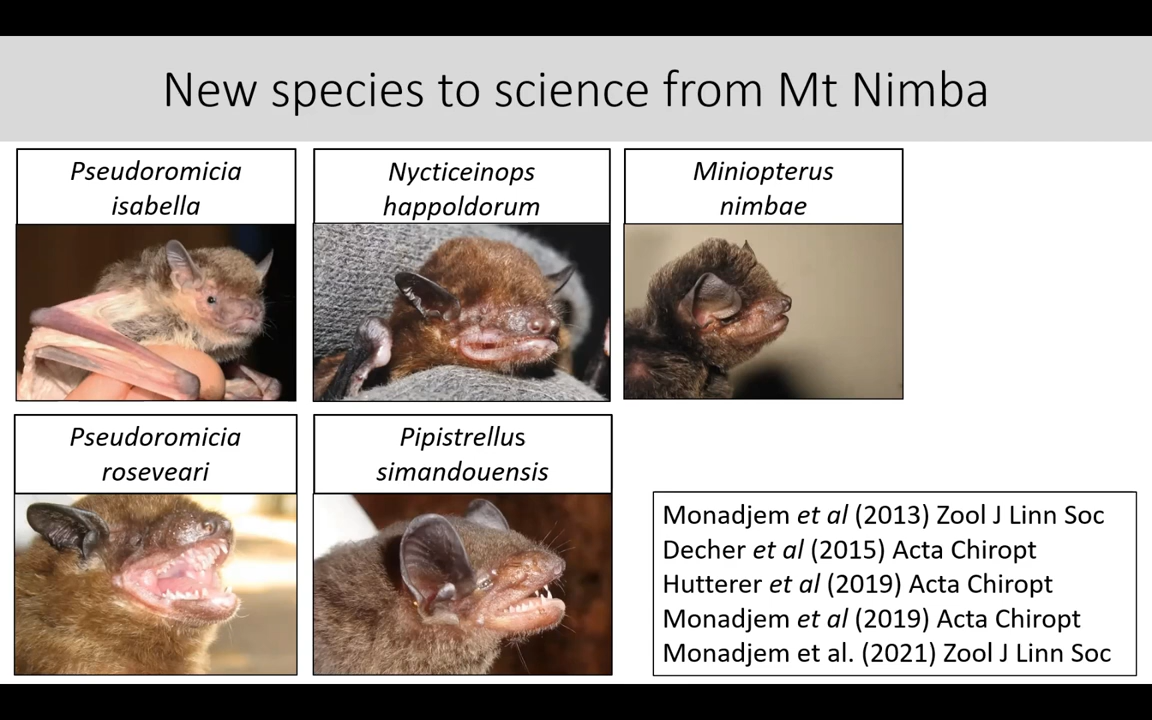 New species to science from Mt Nimba
Pseudoromicia
isabella
Nycticeinops
happoldorum
Miniopterus
nimbae
Pseudoromicia
roseveari
Pipistrellus
simandouensis
Monadjem et al (2013) Zool J Linn Soc
Decher et al (2015) Acta Chiropt
Hutterer et al (2019) Acta Chiropt
Monadjem et al (2019) Acta Chiropt
Monadjem et al. (2021) Zool J Linn Soc